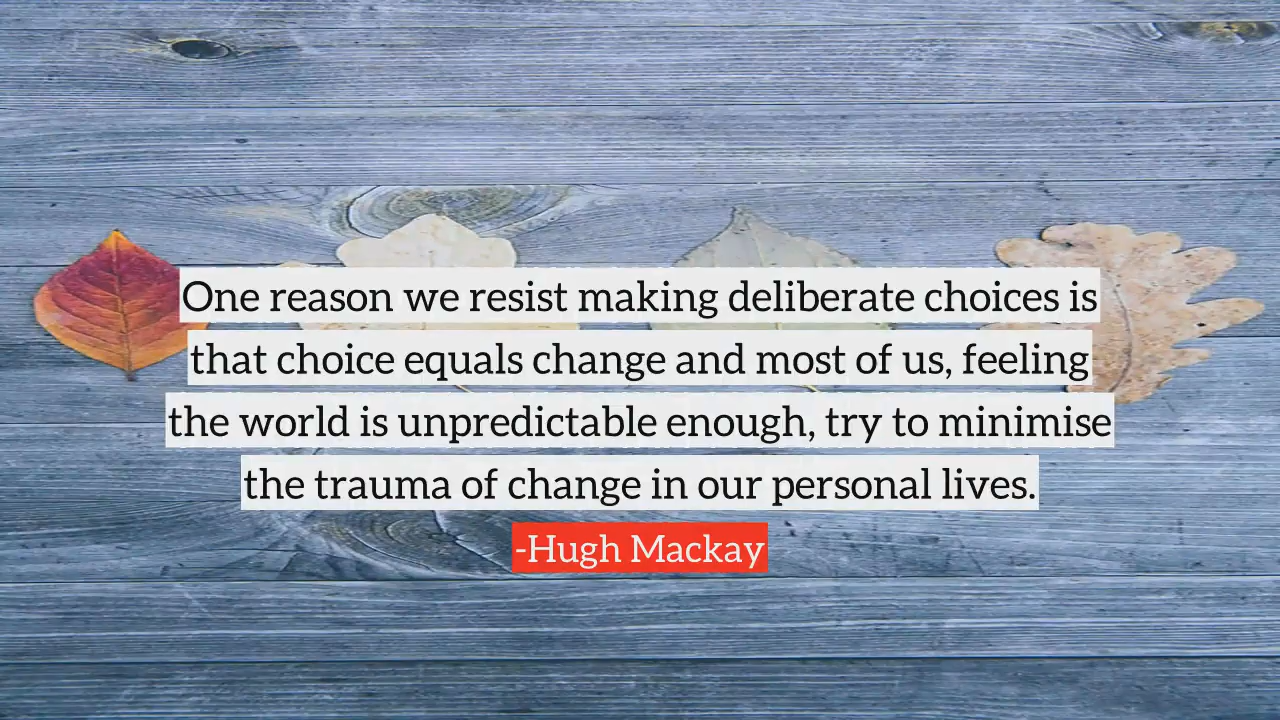 One reason we resist making deliberate choices is
that choice equals change and most of us, feeling
the world is unpredictable enough, try to minimise
the trauma of change in our personal lives.
-Hugh Mackay